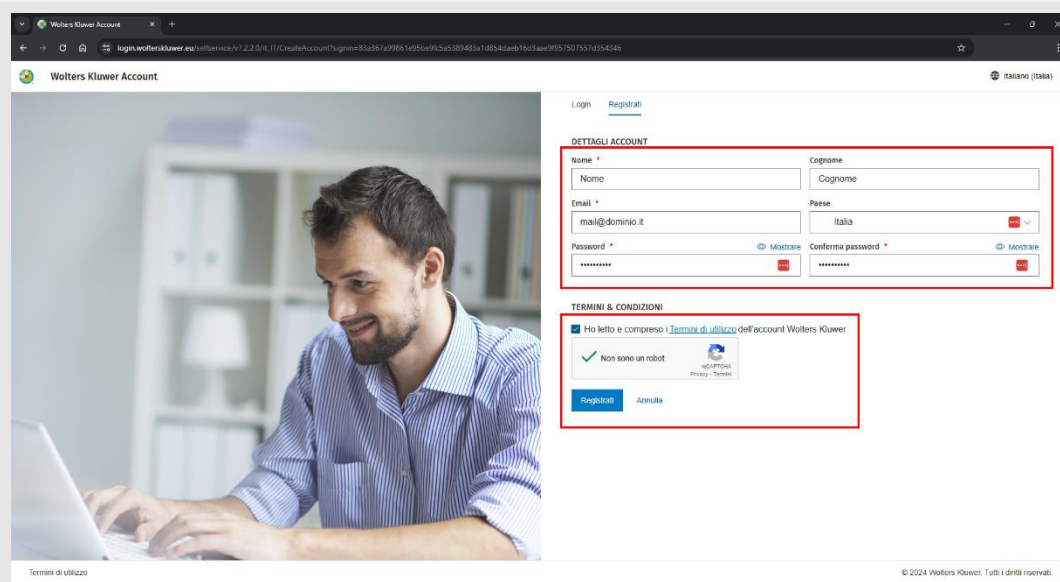 Wolters Kluwer Account
login.wolterskluwer.eu/selfservice/v7.2.2.0/it_IT/CreateAccount?signin=
Wolters Kluwer Account
Italiano (Italia)
Login Registrati
DETTAGLI ACCOUNT
Nome * Cognome
Nome Cognome
Email * Paese
mail@dominio.it Italia
Password * Mostrare Conferma password * Mostrare
•••••••••• ••••••••••
TERMINI & CONDIZIONI
Ho letto e compreso i Termini di utilizzo dell'account Wolters Kluwer
Non sono un robot
reCAPTCHA
Privacy - Termini
Registrati Annulla
Termini di utilizzo © 2024 Wolters Kluwer. Tutti i diritti riservati.